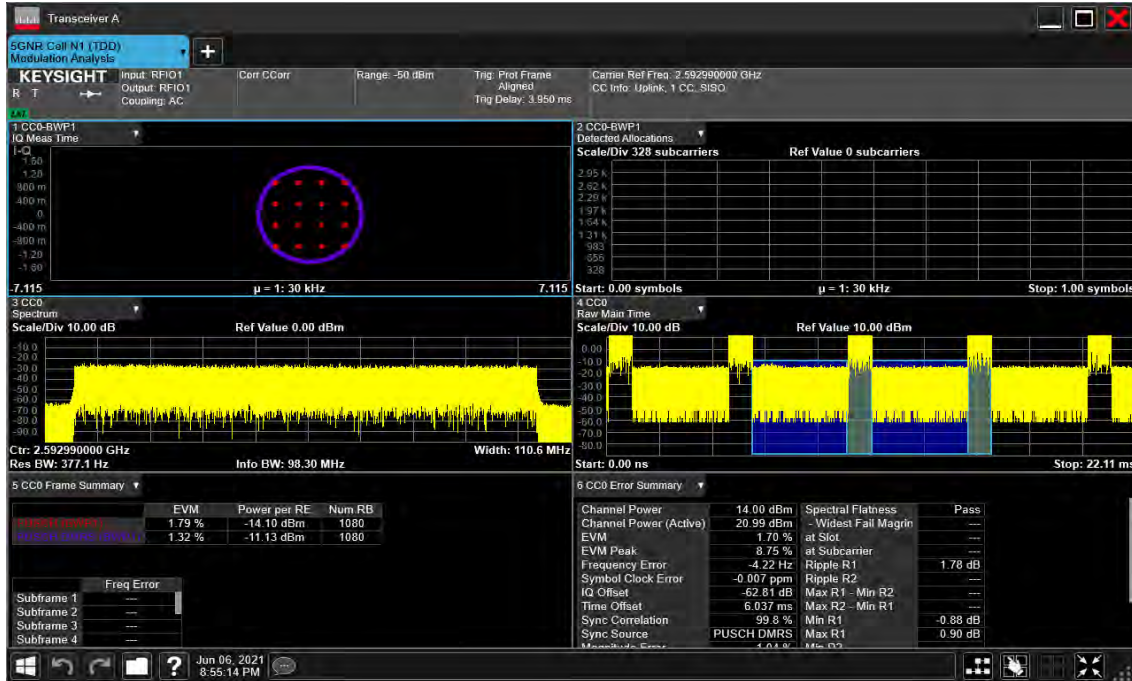 Transceiver A
5GNR Cell N1 (TDD)
Modulation Analysis
KEYSIGHT
R T
Input: RFIO1
Output: RFIO1
Coupling: AC
Corr CCorr
Range: -50 dBm
Trig: Prot Frame
Aligned
Trig Delay: 3.950 ms
Carrier Ref Freq: 2.592990000 GHz
CC Info: Uplink, 1 CC, SISO
1 CC0-BWP1
IQ Meas Time
I-Q
1.60
1.20
800 m
400 m
0
-400 m
-800 m
-1.20
-1.60
-7.115
µ = 1: 30 kHz
7.115
2 CC0-BWP1
Detected Allocations
Scale/Div 328 subcarriers
Ref Value 0 subcarriers
2.95 k
2.62 k
2.29 k
1.97 k
1.64 k
1.31 k
983
656
328
Start: 0.00 symbols
µ = 1: 30 kHz
Stop: 1.00 symbols
3 CC0
Spectrum
Scale/Div 10.00 dB
Ref Value 0.00 dBm
-10.0
-20.0
-30.0
-40.0
-50.0
-60.0
-70.0
-80.0
-90.0
Ctr: 2.592990000 GHz
Width: 110.6 MHz
Res BW: 377.1 Hz
Info BW: 98.30 MHz
4 CC0
Raw Main Time
Scale/Div 10.00 dB
Ref Value 10.00 dBm
0.00
-10.0
-20.0
-30.0
-40.0
-50.0
-60.0
-70.0
-80.0
Start: 0.00 ns
Stop: 22.11 ms
5 CC0 Frame Summary
EVM Power per RE Num RB
1.79 % -14.10 dBm 1080
1.32 % -11.13 dBm 1080
Freq Error
Subframe 1 ---
Subframe 2 ---
Subframe 3 ---
Subframe 4 ---
6 CC0 Error Summary
Channel Power 14.00 dBm Spectral Flatness Pass
Channel Power (Active) 20.99 dBm - Widest Fail Magrin ---
EVM 1.70 % at Slot ---
EVM Peak 8.75 % at Subcarrier ---
Frequency Error -4.22 Hz Ripple R1 1.78 dB
Symbol Clock Error -0.007 ppm Ripple R2 ---
IQ Offset -62.81 dB Max R1 - Min R2 ---
Time Offset 6.037 ms Max R2 - Min R1 ---
Sync Correlation 99.8 % Min R1 -0.88 dB
Sync Source PUSCH DMRS Max R1 0.90 dB
Magnitude Error 1.04 % Min R2
Jun 06, 2021
8:55:14 PM